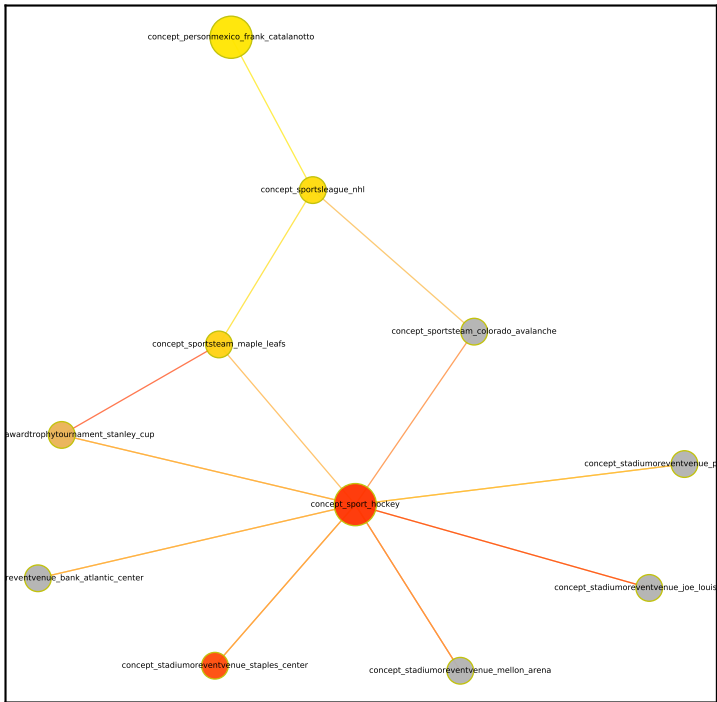 concept_personmexico_frank_catalanotto
concept_sportsleague_nhl
concept_sportsteam_colorado_avalanche
concept_sportsteam_maple_leafs
awardtrophytournament_stanley_cup
concept_stadiumoreventvenue_p
concept_sport_hockey
reventvenue_bank_atlantic_center
concept_stadiumoreventvenue_joe_louis
concept_stadiumoreventvenue_staples_center
concept_stadiumoreventvenue_mellon_arena